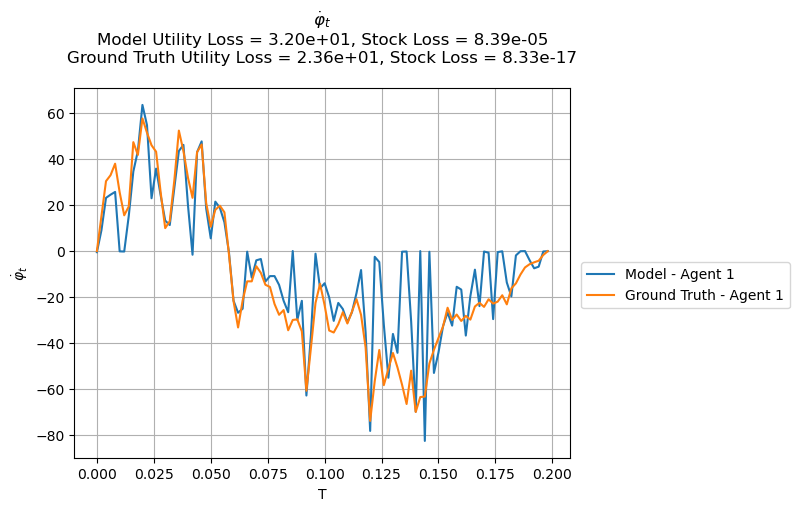 φ̇ₜ
Model Utility Loss = 3.20e+01, Stock Loss = 8.39e-05
Ground Truth Utility Loss = 2.36e+01, Stock Loss = 8.33e-17
60
40
20
0
−20
−40
−60
−80
φ̇ₜ
0.000
0.025
0.050
0.075
0.100
0.125
0.150
0.175
0.200
T
Model - Agent 1
Ground Truth - Agent 1